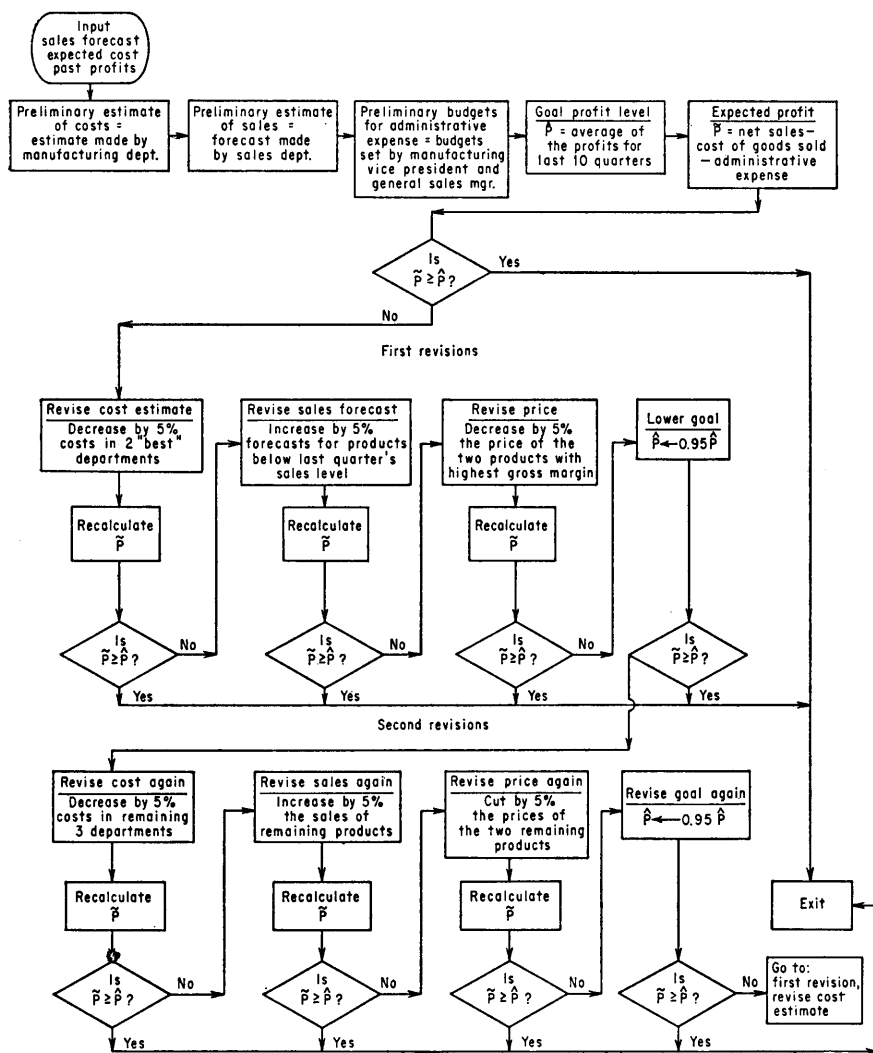 Input
sales forecast
expected cost
past profits
Preliminary estimate
of costs =
estimate made by
manufacturing dept.
Preliminary estimate
of sales =
forecast made
by sales dept.
Preliminary budgets
for administrative
expense = budgets
set by manufacturing
vice president and
general sales mgr.
Goal profit level
P̂ = average of
the profits for
last 10 quarters
Expected profit
P̃ = net sales—
cost of goods sold
— administrative
expense
Is
P̃ ≥ P̂ ?
Yes
No
First revisions
Revise cost estimate
Decrease by 5%
costs in 2 "best"
departments
Revise sales forecast
Increase by 5%
forecasts for products
below last quarter's
sales level
Revise price
Decrease by 5%
the price of the
two products with
highest gross margin
Lower goal
P̂ ← 0.95 P̂
Recalculate
P̃
Recalculate
P̃
Recalculate
P̃
Is
P̃ ≥ P̂ ?
No
Yes
Is
P̃ ≥ P̂ ?
No
Yes
Is
P̃ ≥ P̂ ?
No
Yes
Is
P̃ ≥ P̂ ?
Yes
Second revisions
Revise cost again
Decrease by 5%
costs in remaining
3 departments
Revise sales again
Increase by 5%
the sales of
remaining products
Revise price again
Cut by 5%
the prices of
the two remaining
products
Revise goal again
P̂ ← 0.95 P̂
Recalculate
P̃
Recalculate
P̃
Recalculate
P̃
Exit
Is
P̃ ≥ P̂ ?
No
Yes
Is
P̃ ≥ P̂ ?
No
Yes
Is
P̃ ≥ P̂ ?
No
Yes
Is
P̃ ≥ P̂ ?
No
Yes
Go to:
first revision,
revise cost
estimate